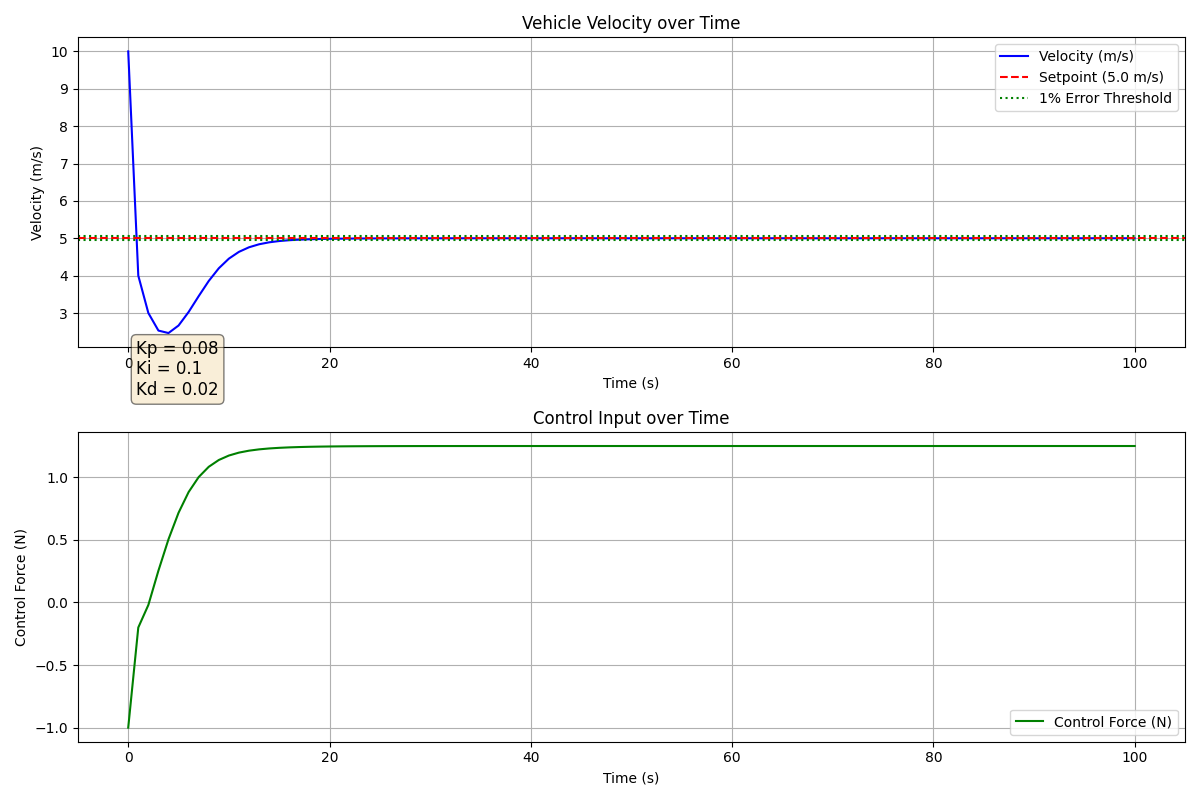 Vehicle Velocity over Time
10
9
8
7
6
5
4
3
Velocity (m/s)
Velocity (m/s)
Setpoint (5.0 m/s)
1% Error Threshold
0
20
40
60
80
100
Time (s)
Kp = 0.08
Ki = 0.1
Kd = 0.02
Control Input over Time
1.0
0.5
0.0
−0.5
−1.0
Control Force (N)
Control Force (N)
0
20
40
60
80
100
Time (s)